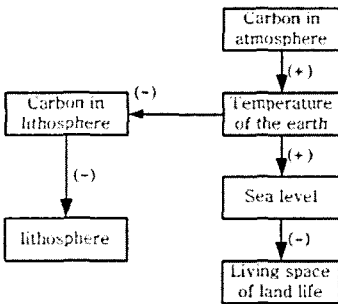 Carbon in
atmosphere
(+)
(-)
Carbon in
lithosphere
Temperature
of the earth
(-)
(+)
Sea level
lithosphere
(-)
Living space
of land life